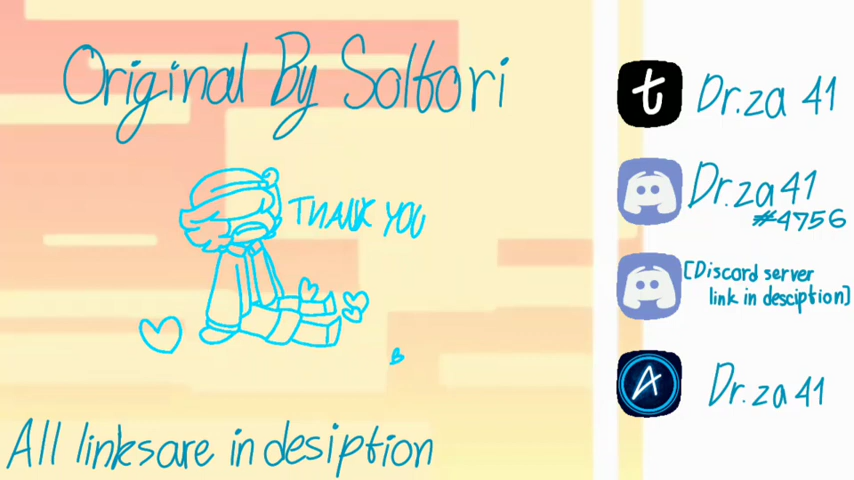 Original By Soltori
THANK YOU
All linksare in desiption
t Dr.za 41
Dr.za41
#4756
[Discord server
link in desciption]
Dr.za 41